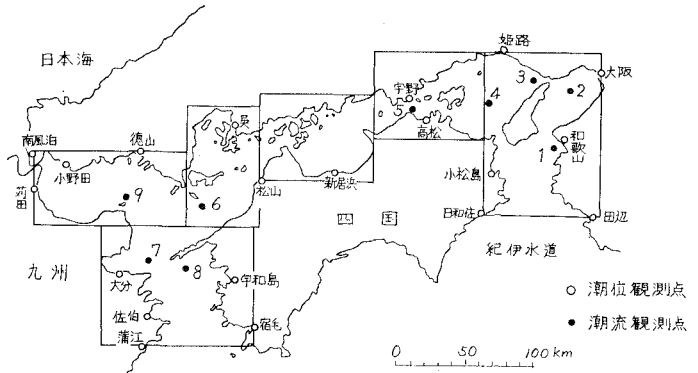 姫路
日本海
大阪
3
2
宇野
4
5
呉
高松
和歌山
1
南風泊
徳山
小野田
小松島
苅田
松山
新居浜
9
6
四国
日和佐
田辺
7
8
紀伊水道
九州
大分
宇和島
○ 潮位観測点
佐伯
宿毛
● 潮流観測点
蒲江
0 50 100 km